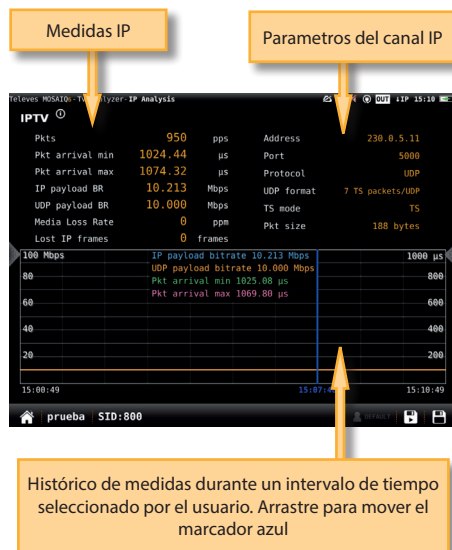 Medidas IP
Parametros del canal IP
IP Analysis
OUT ↓IP 15:10
IPTV
Pkts 950 pps
Address 230.0.5.11
Pkt arrival min 1024.44 µs
Port 5000
Pkt arrival max 1074.32 µs
Protocol UDP
IP payload BR 10.213 Mbps
UDP format 7 TS packets/UDP
UDP payload BR 10.000 Mbps
TS mode TS
Media Loss Rate 0 ppm
Pkt size 188 bytes
Lost IP frames 0 frames
100 Mbps
IP payload bitrate 10.213 Mbps
1000 µs
UDP payload bitrate 10.000 Mbps
80
Pkt arrival min 1025.08 µs
800
Pkt arrival max 1069.80 µs
60
600
40
400
20
200
15:00:49
15:10:49
prueba SID:800
DEFAULT
Histórico de medidas durante un intervalo de tiempo
seleccionado por el usuario. Arrastre para mover el
marcador azul